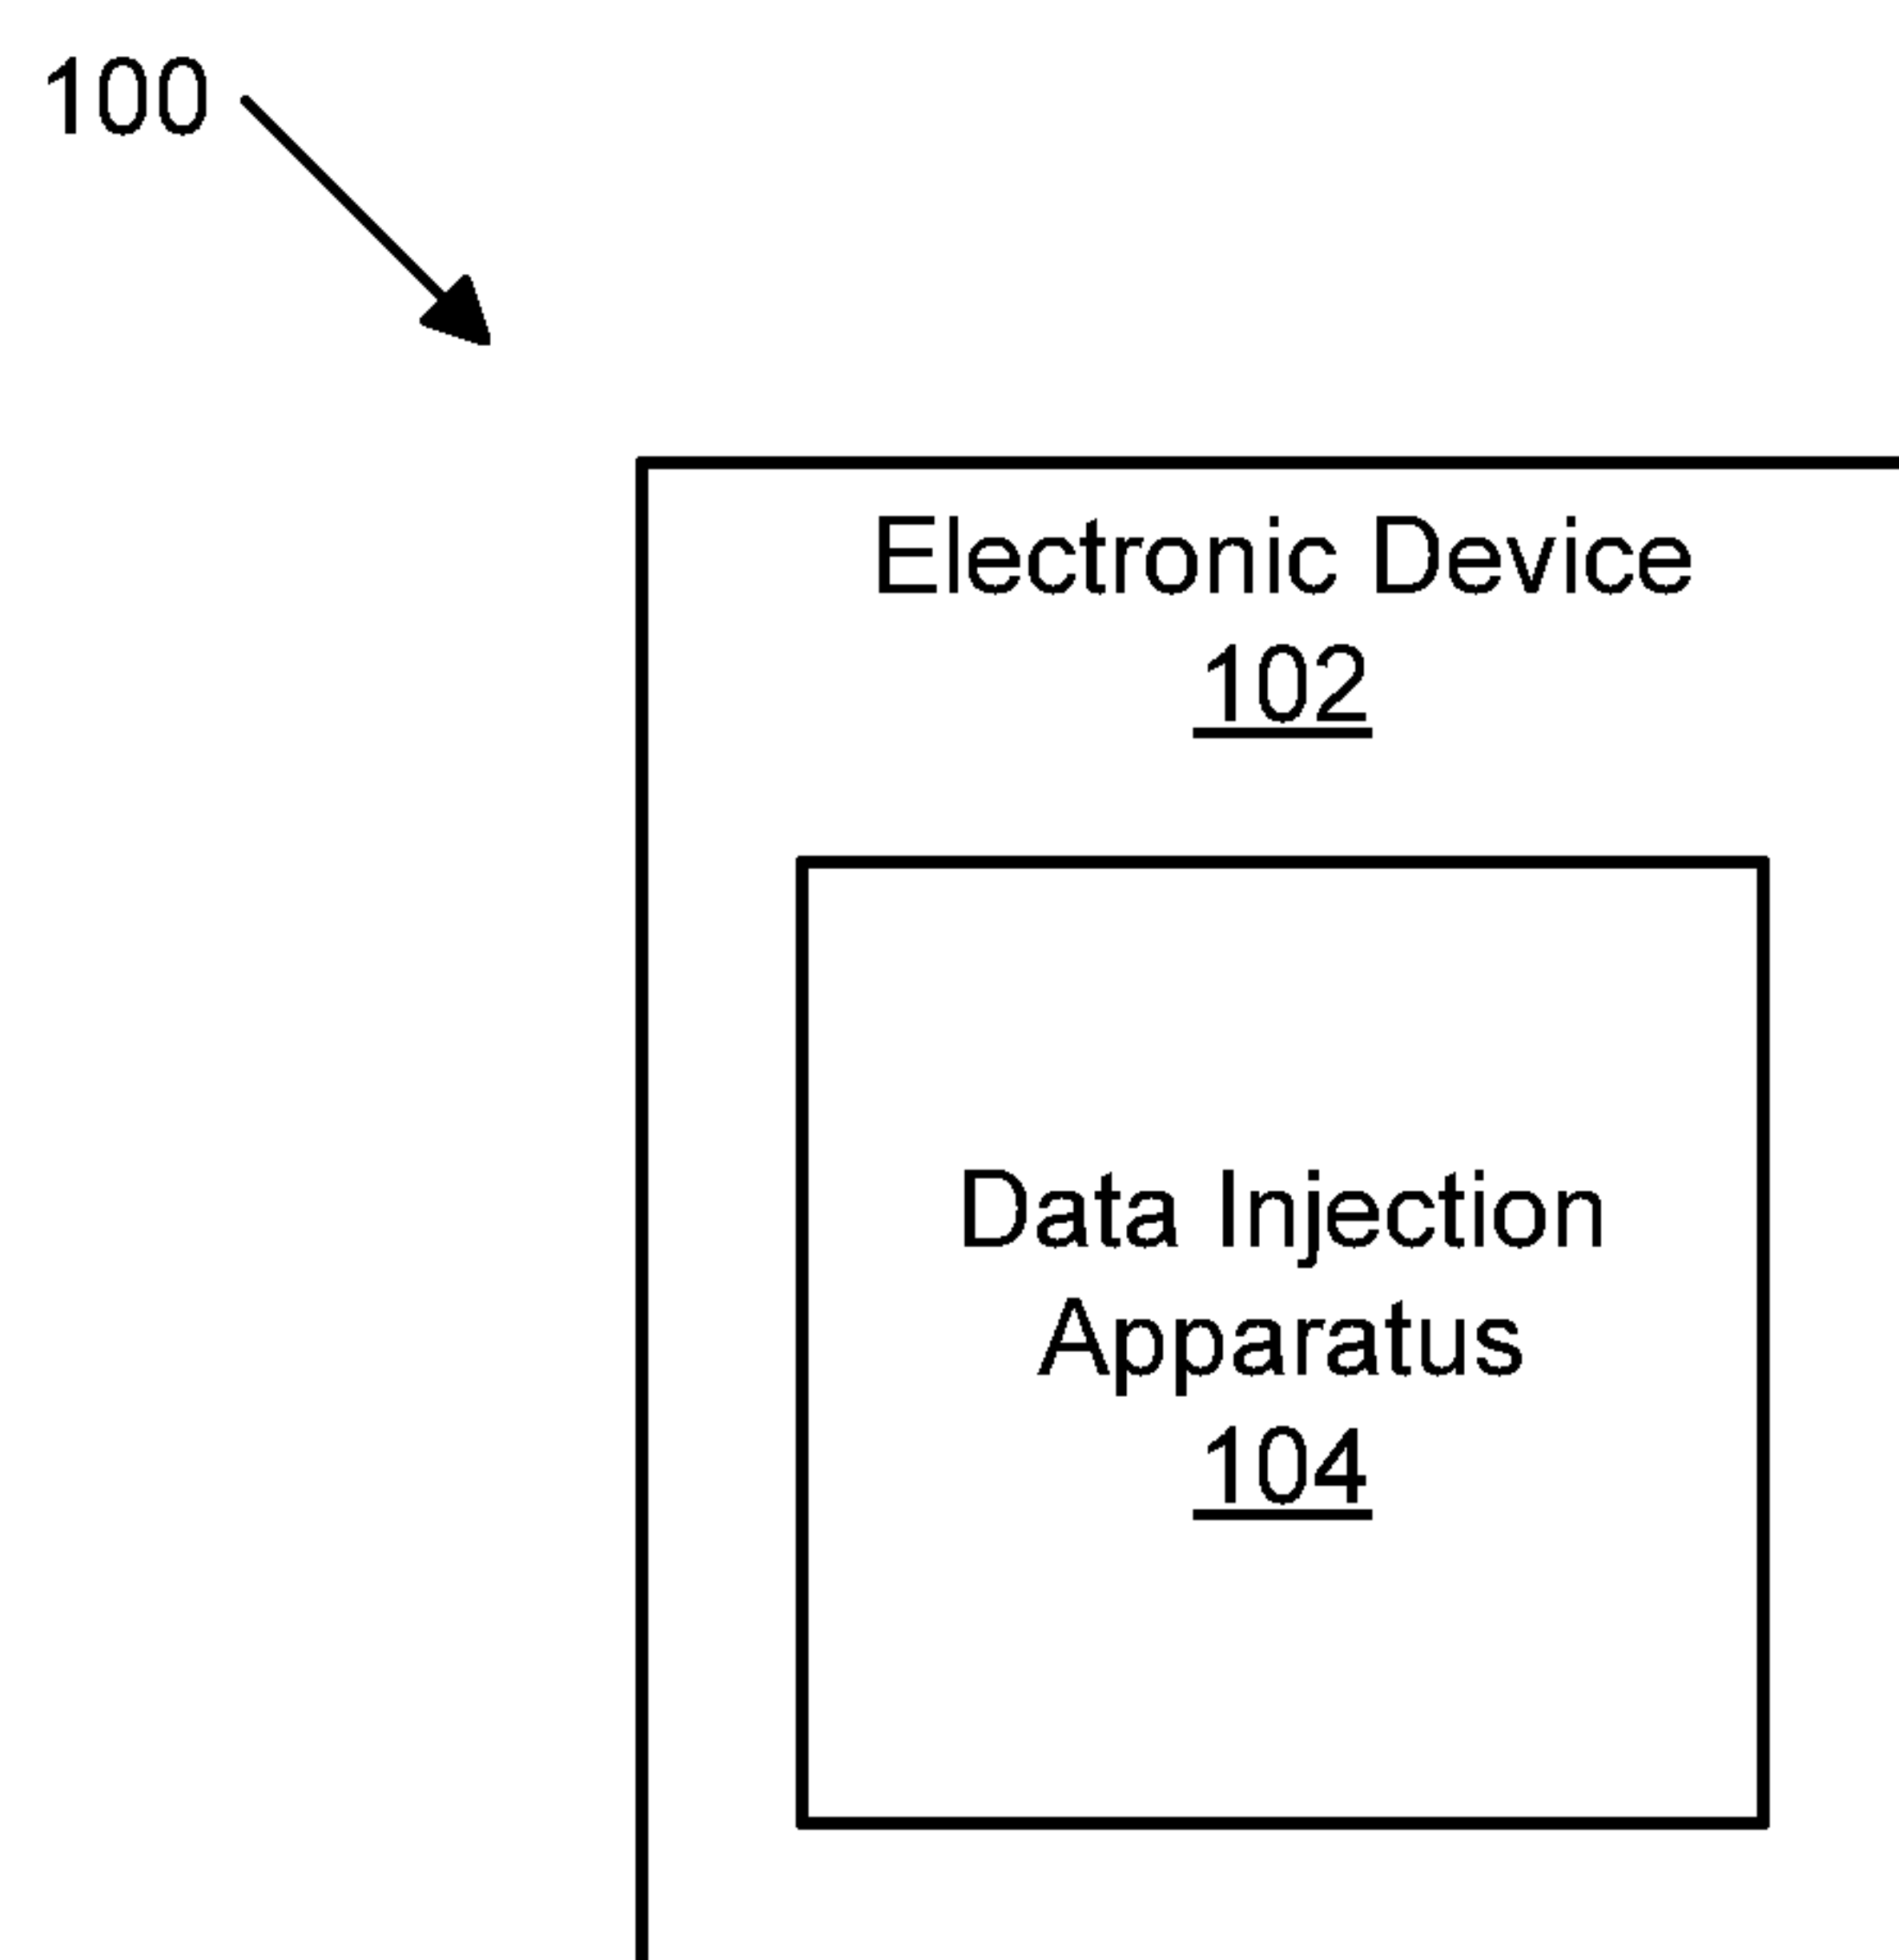 100
Electronic Device
102
Data Injection
Apparatus
104